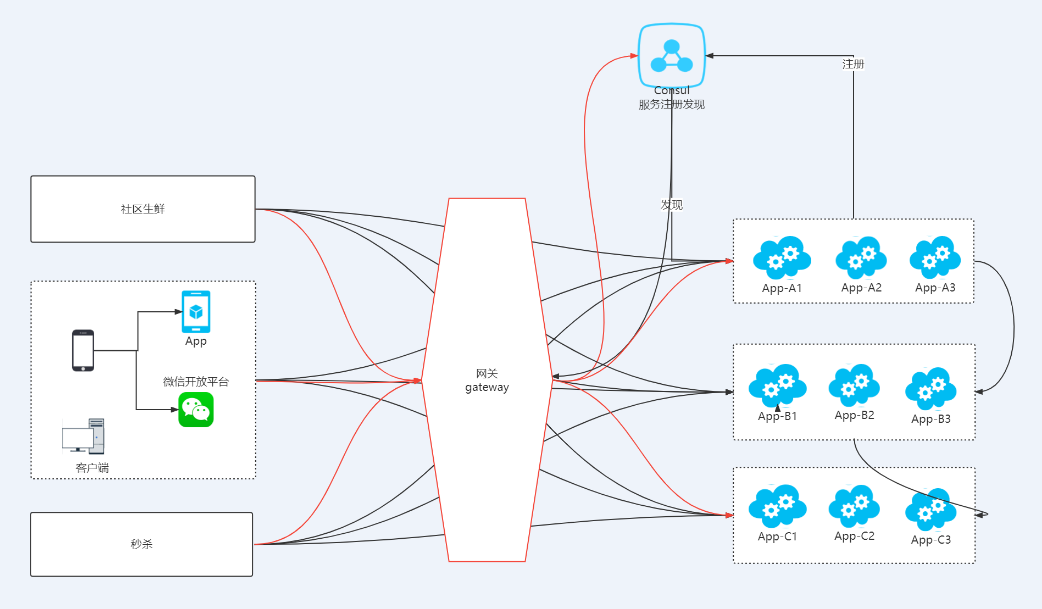 Consul
服务注册发现
注册
发现
社区生鲜
App
微信开放平台
客户端
秒杀
网关
gateway
App-A1
App-A2
App-A3
App-B1
App-B2
App-B3
App-C1
App-C2
App-C3